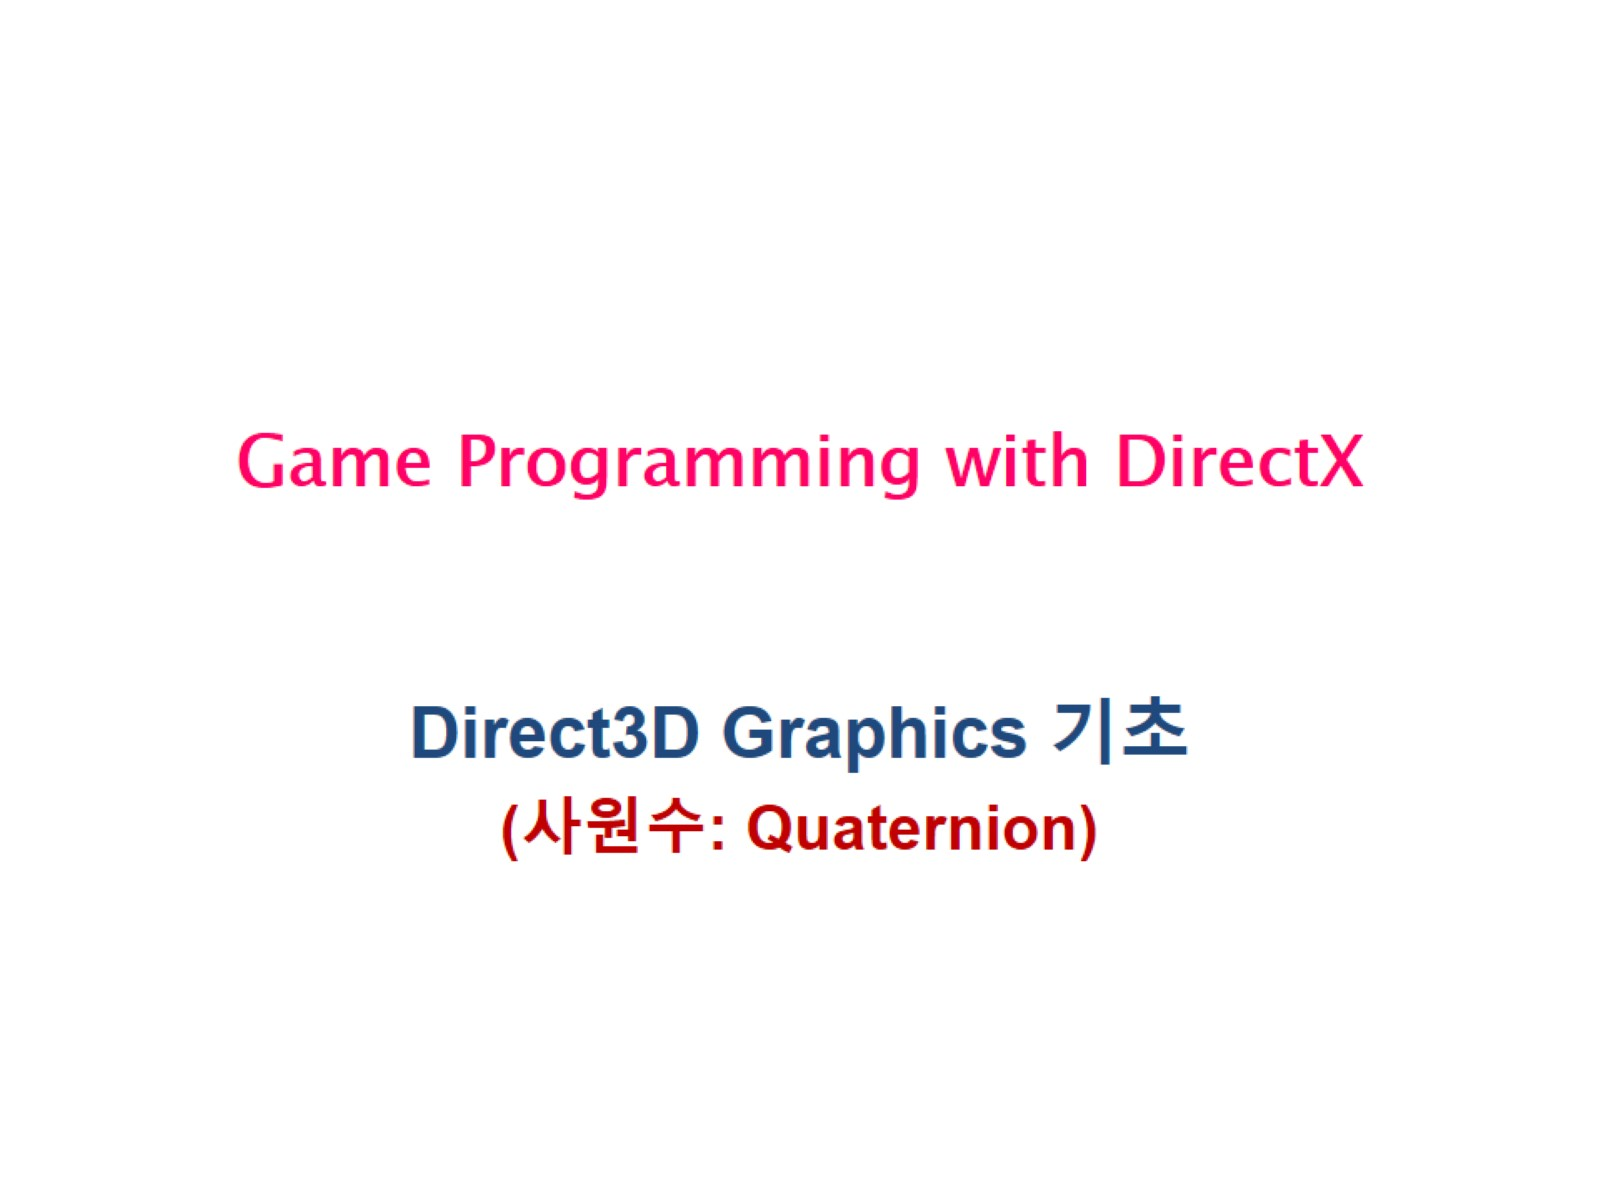 Game Programming with DirectX
Direct3D Graphics 기초
(사원수: Quaternion)